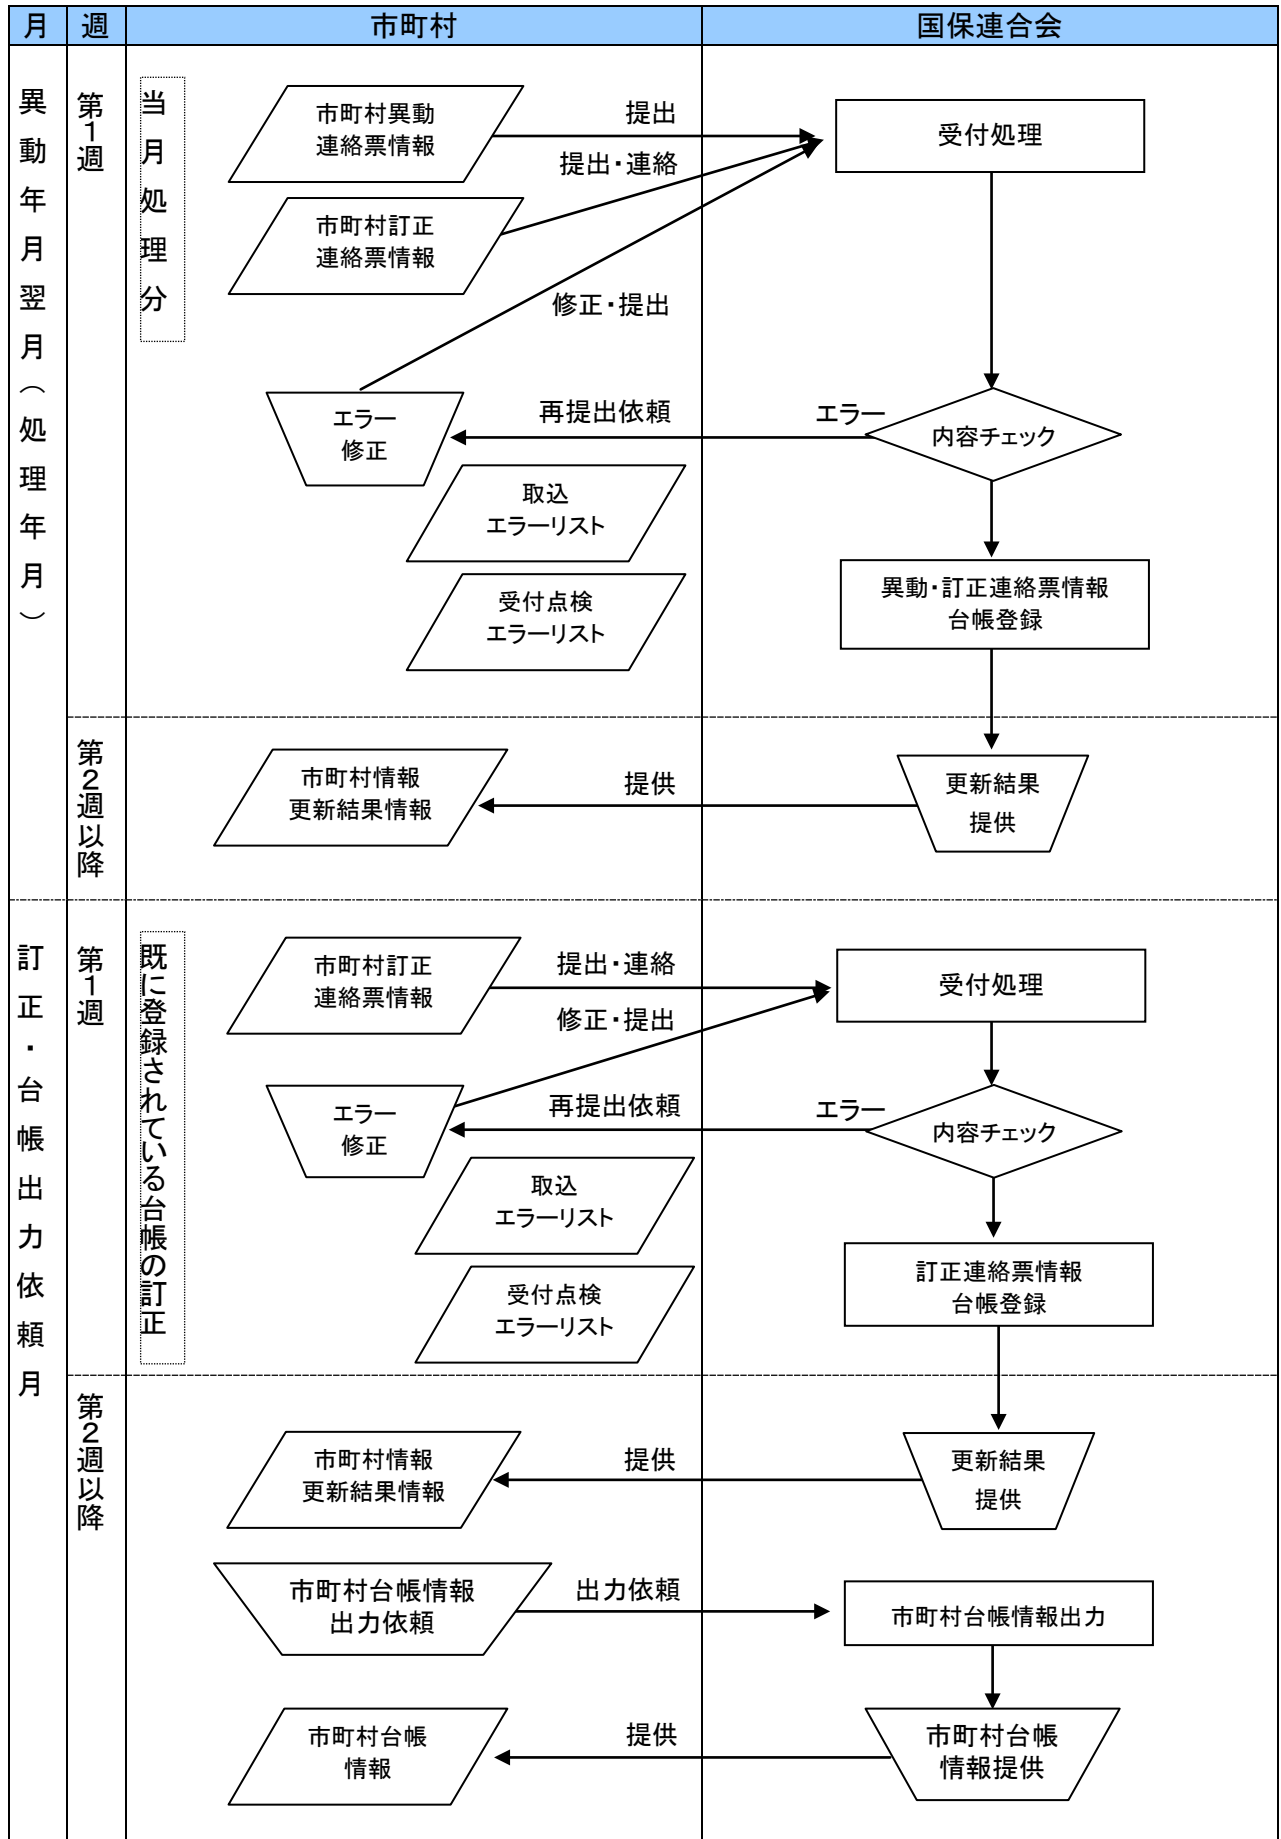 月
週
市町村
国保連合会
異動年月翌月（処理年月）
第1週
当月処理分
市町村異動
連絡票情報
提出
受付処理
提出・連絡
市町村訂正
連絡票情報
修正・提出
エラー
修正
再提出依頼
エラー
内容チェック
取込
エラーリスト
異動・訂正連絡票情報
台帳登録
受付点検
エラーリスト
第2週以降
市町村情報
更新結果情報
提供
更新結果
提供
訂正・台帳出力依頼月
第1週
既に登録されている台帳の訂正
市町村訂正
連絡票情報
提出・連絡
受付処理
修正・提出
エラー
修正
再提出依頼
エラー
内容チェック
取込
エラーリスト
訂正連絡票情報
台帳登録
受付点検
エラーリスト
第2週以降
市町村情報
更新結果情報
提供
更新結果
提供
市町村台帳情報
出力依頼
出力依頼
市町村台帳情報出力
市町村台帳
情報
提供
市町村台帳
情報提供